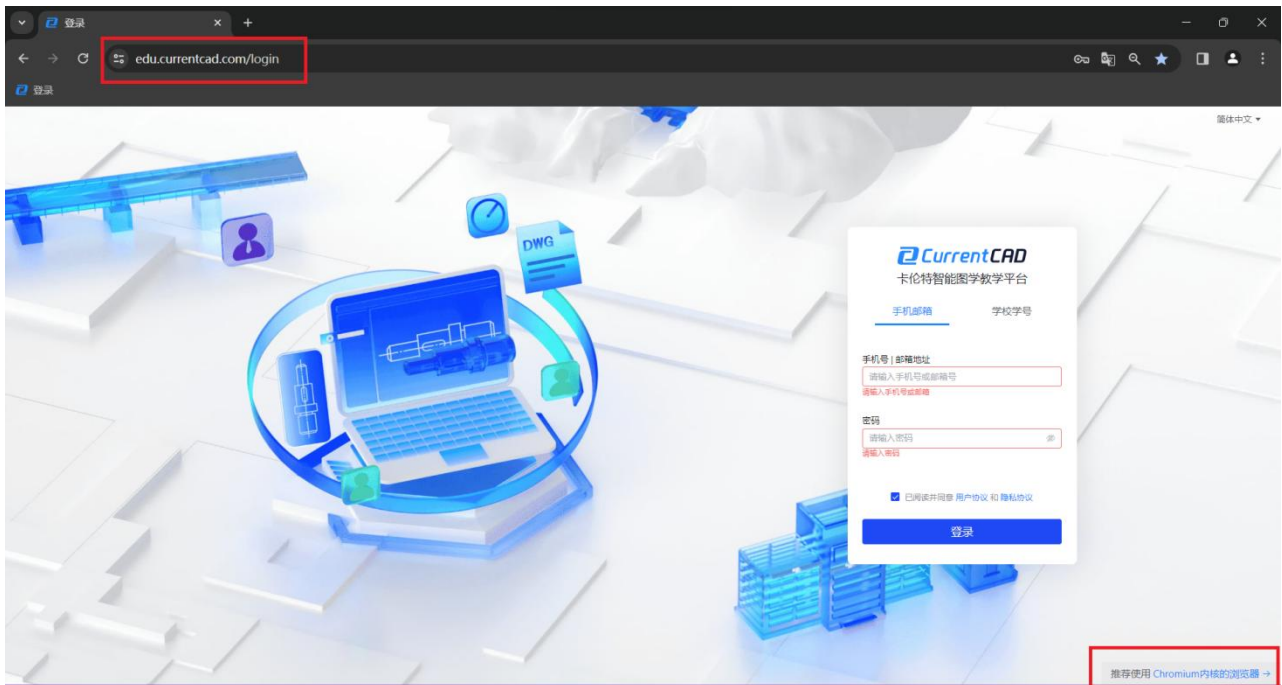 登录
edu.currentcad.com/login
登录
简体中文
DWG
CurrentCAD
卡伦特智能图学教学平台
手机邮箱 学校学号
手机号 | 邮箱地址
请输入手机号或邮箱号
请输入手机号或邮箱
密码
请输入密码
请输入密码
已阅读并同意 用户协议 和 隐私协议
登录
推荐使用 Chromium内核的浏览器 →